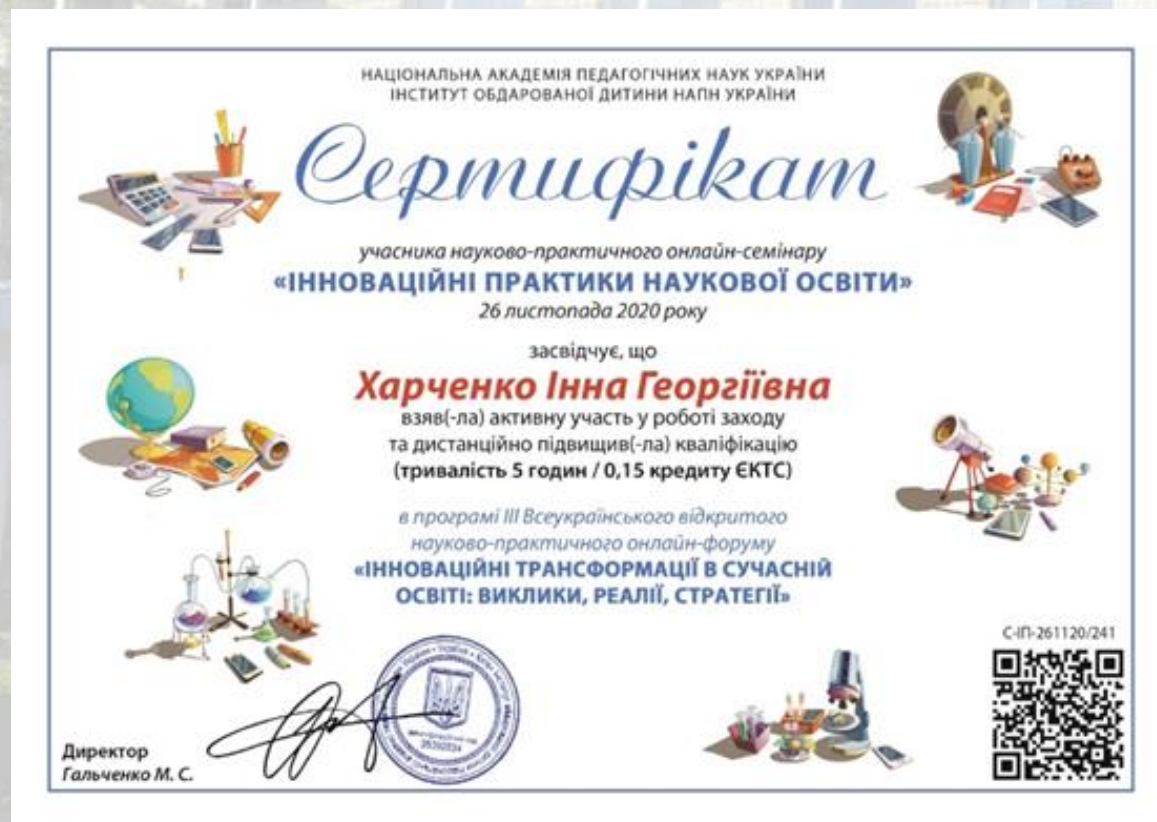 НАЦІОНАЛЬНА АКАДЕМІЯ ПЕДАГОГІЧНИХ НАУК УКРАЇНИ
ІНСТИТУТ ОБДАРОВАНОЇ ДИТИНИ НАПН УКРАЇНИ
Сертифікат
учасника науково-практичного онлайн-семінару
«ІННОВАЦІЙНІ ПРАКТИКИ НАУКОВОЇ ОСВІТИ»
26 листопада 2020 року
засвідчує, що
Харченко Інна Георгіївна
взяв(-ла) активну участь у роботі заходу
та дистанційно підвищив(-ла) кваліфікацію
(тривалість 5 годин / 0,15 кредиту ЄКТС)
в програмі III Всеукраїнського відкритого
науково-практичного онлайн-форуму
«ІННОВАЦІЙНІ ТРАНСФОРМАЦІЇ В СУЧАСНІЙ
ОСВІТІ: ВИКЛИКИ, РЕАЛІЇ, СТРАТЕГІЇ»
С-ІП-261120/241
Директор
Гальченко М. С.